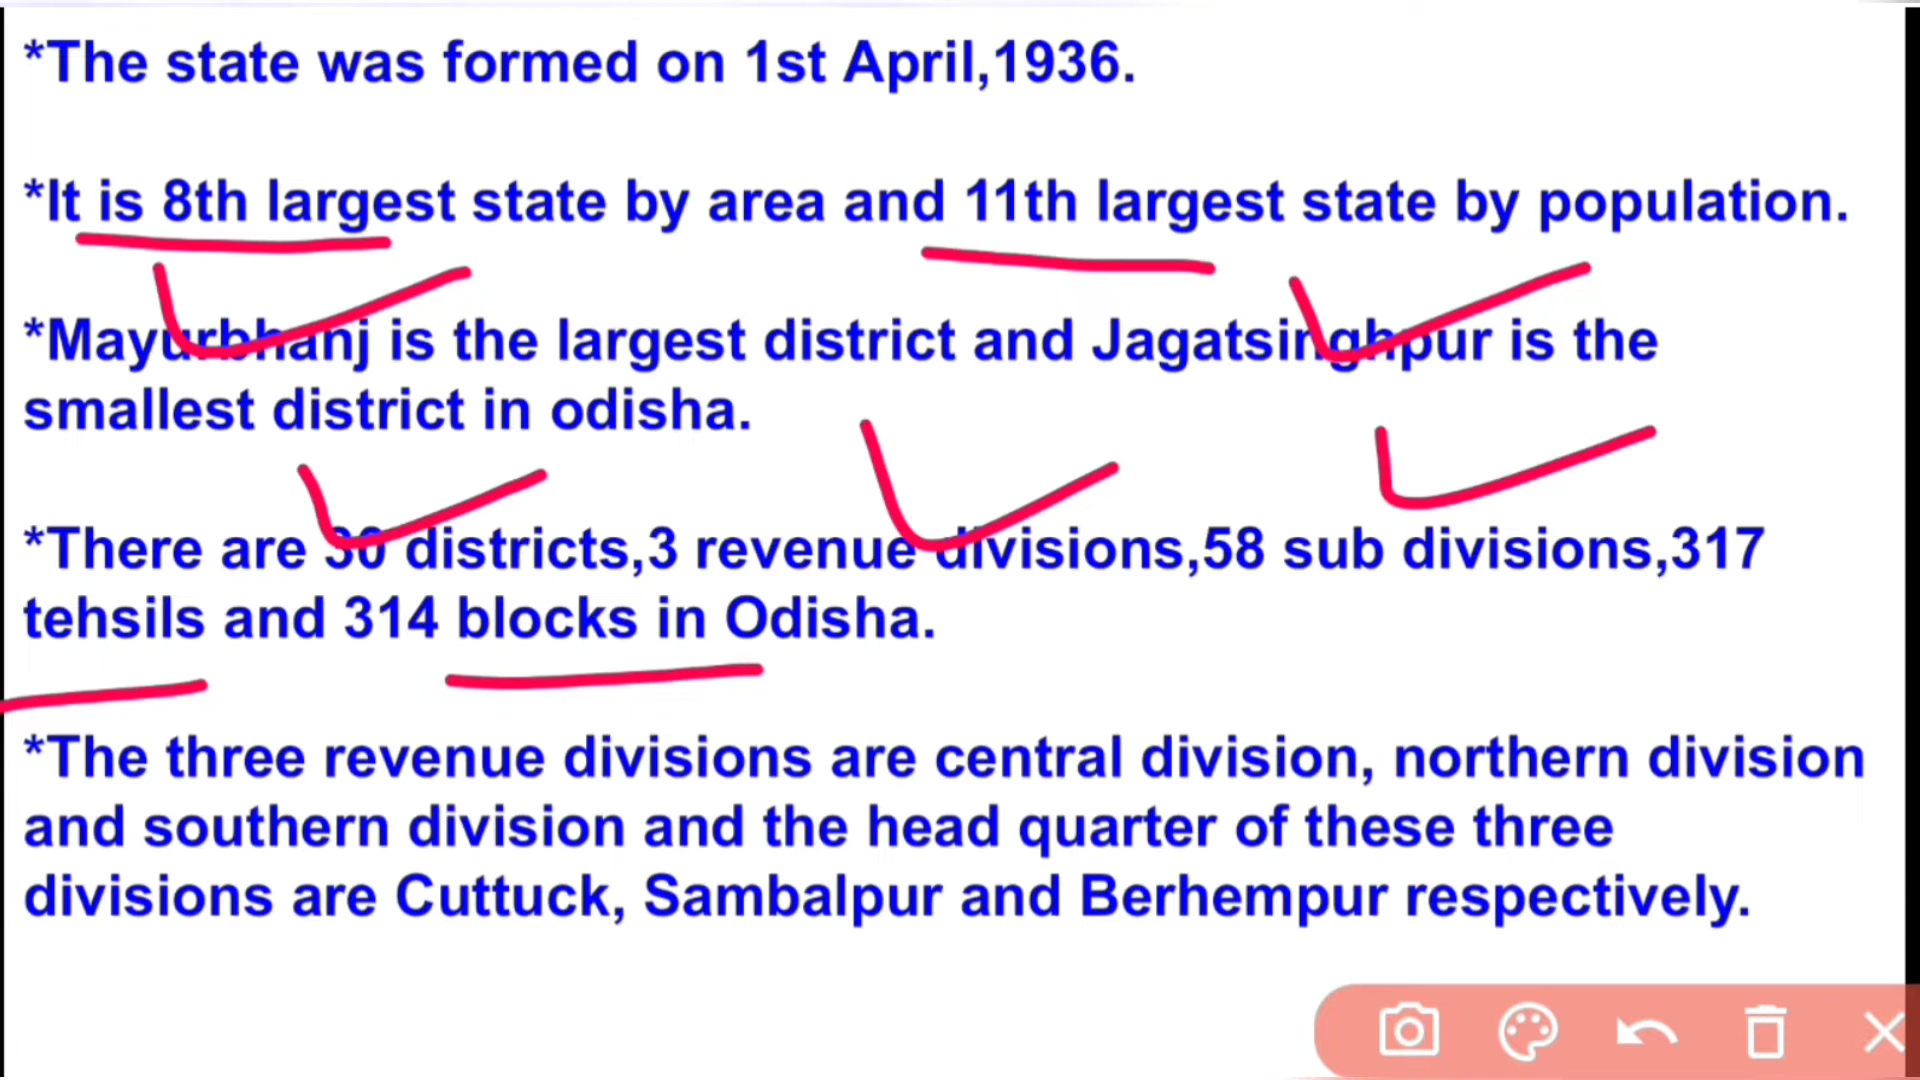 *The state was formed on 1st April,1936.
*It is 8th largest state by area and 11th largest state by population.
*Mayurbhanj is the largest district and Jagatsinghpur is the
smallest district in odisha.
*There are 30 districts,3 revenue divisions,58 sub divisions,317
tehsils and 314 blocks in Odisha.
*The three revenue divisions are central division, northern division
and southern division and the head quarter of these three
divisions are Cuttuck, Sambalpur and Berhempur respectively.